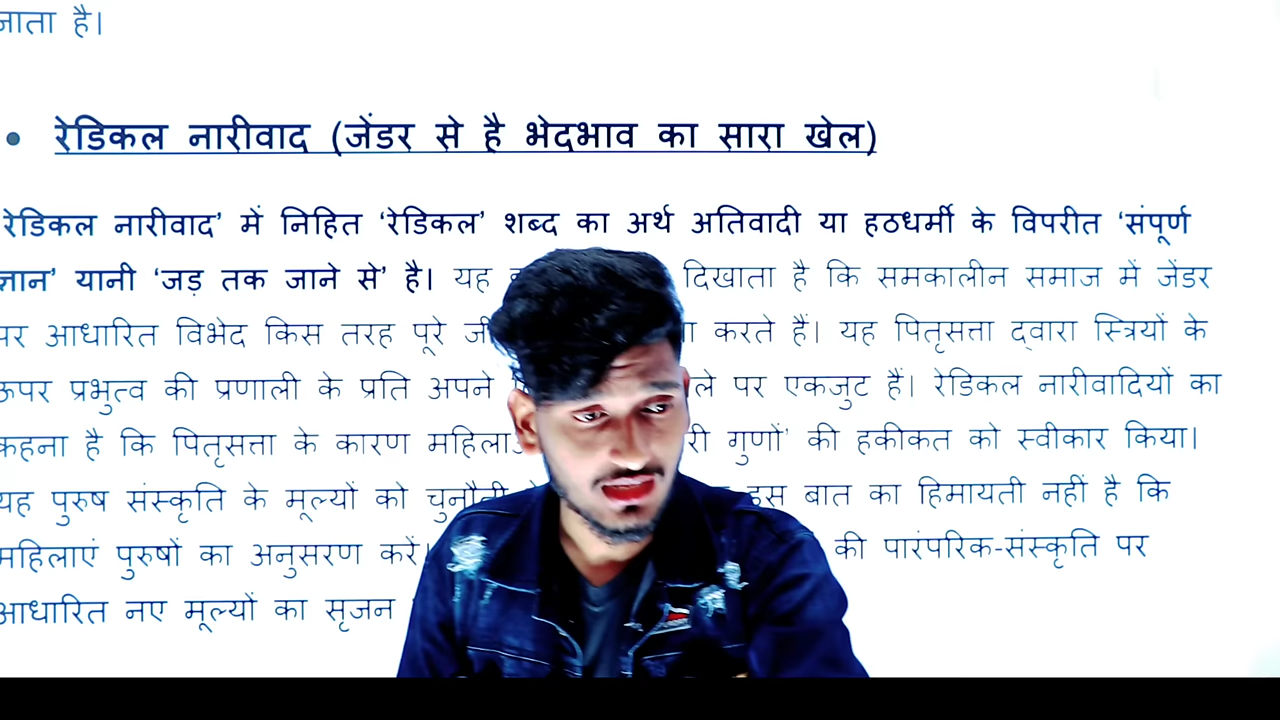 जाता है।
रेडिकल नारीवाद (जेंडर से है भेदभाव का सारा खेल)
रेडिकल नारीवाद’ में निहित ‘रेडिकल’ शब्द का अर्थ अतिवादी या हठधर्मी के विपरीत ‘संपूर्ण
ज्ञान’ यानी ‘जड़ तक जाने से’ है। यह दिखाता है कि समकालीन समाज में जेंडर
पर आधारित विभेद किस तरह पूरे करते हैं। यह पितृसत्ता द्वारा स्त्रियों के
ऊपर प्रभुत्व की प्रणाली के प्रति अपने पर एकजुट हैं। रेडिकल नारीवादियों का
कहना है कि पितृसत्ता के कारण गुणों’ की हकीकत को स्वीकार किया।
यह पुरुष संस्कृति के मूल्यों को चुनौती इस बात का हिमायती नहीं है कि
महिलाएं पुरुषों का अनुसरण करें। की पारंपरिक-संस्कृति पर
आधारित नए मूल्यों का सृजन